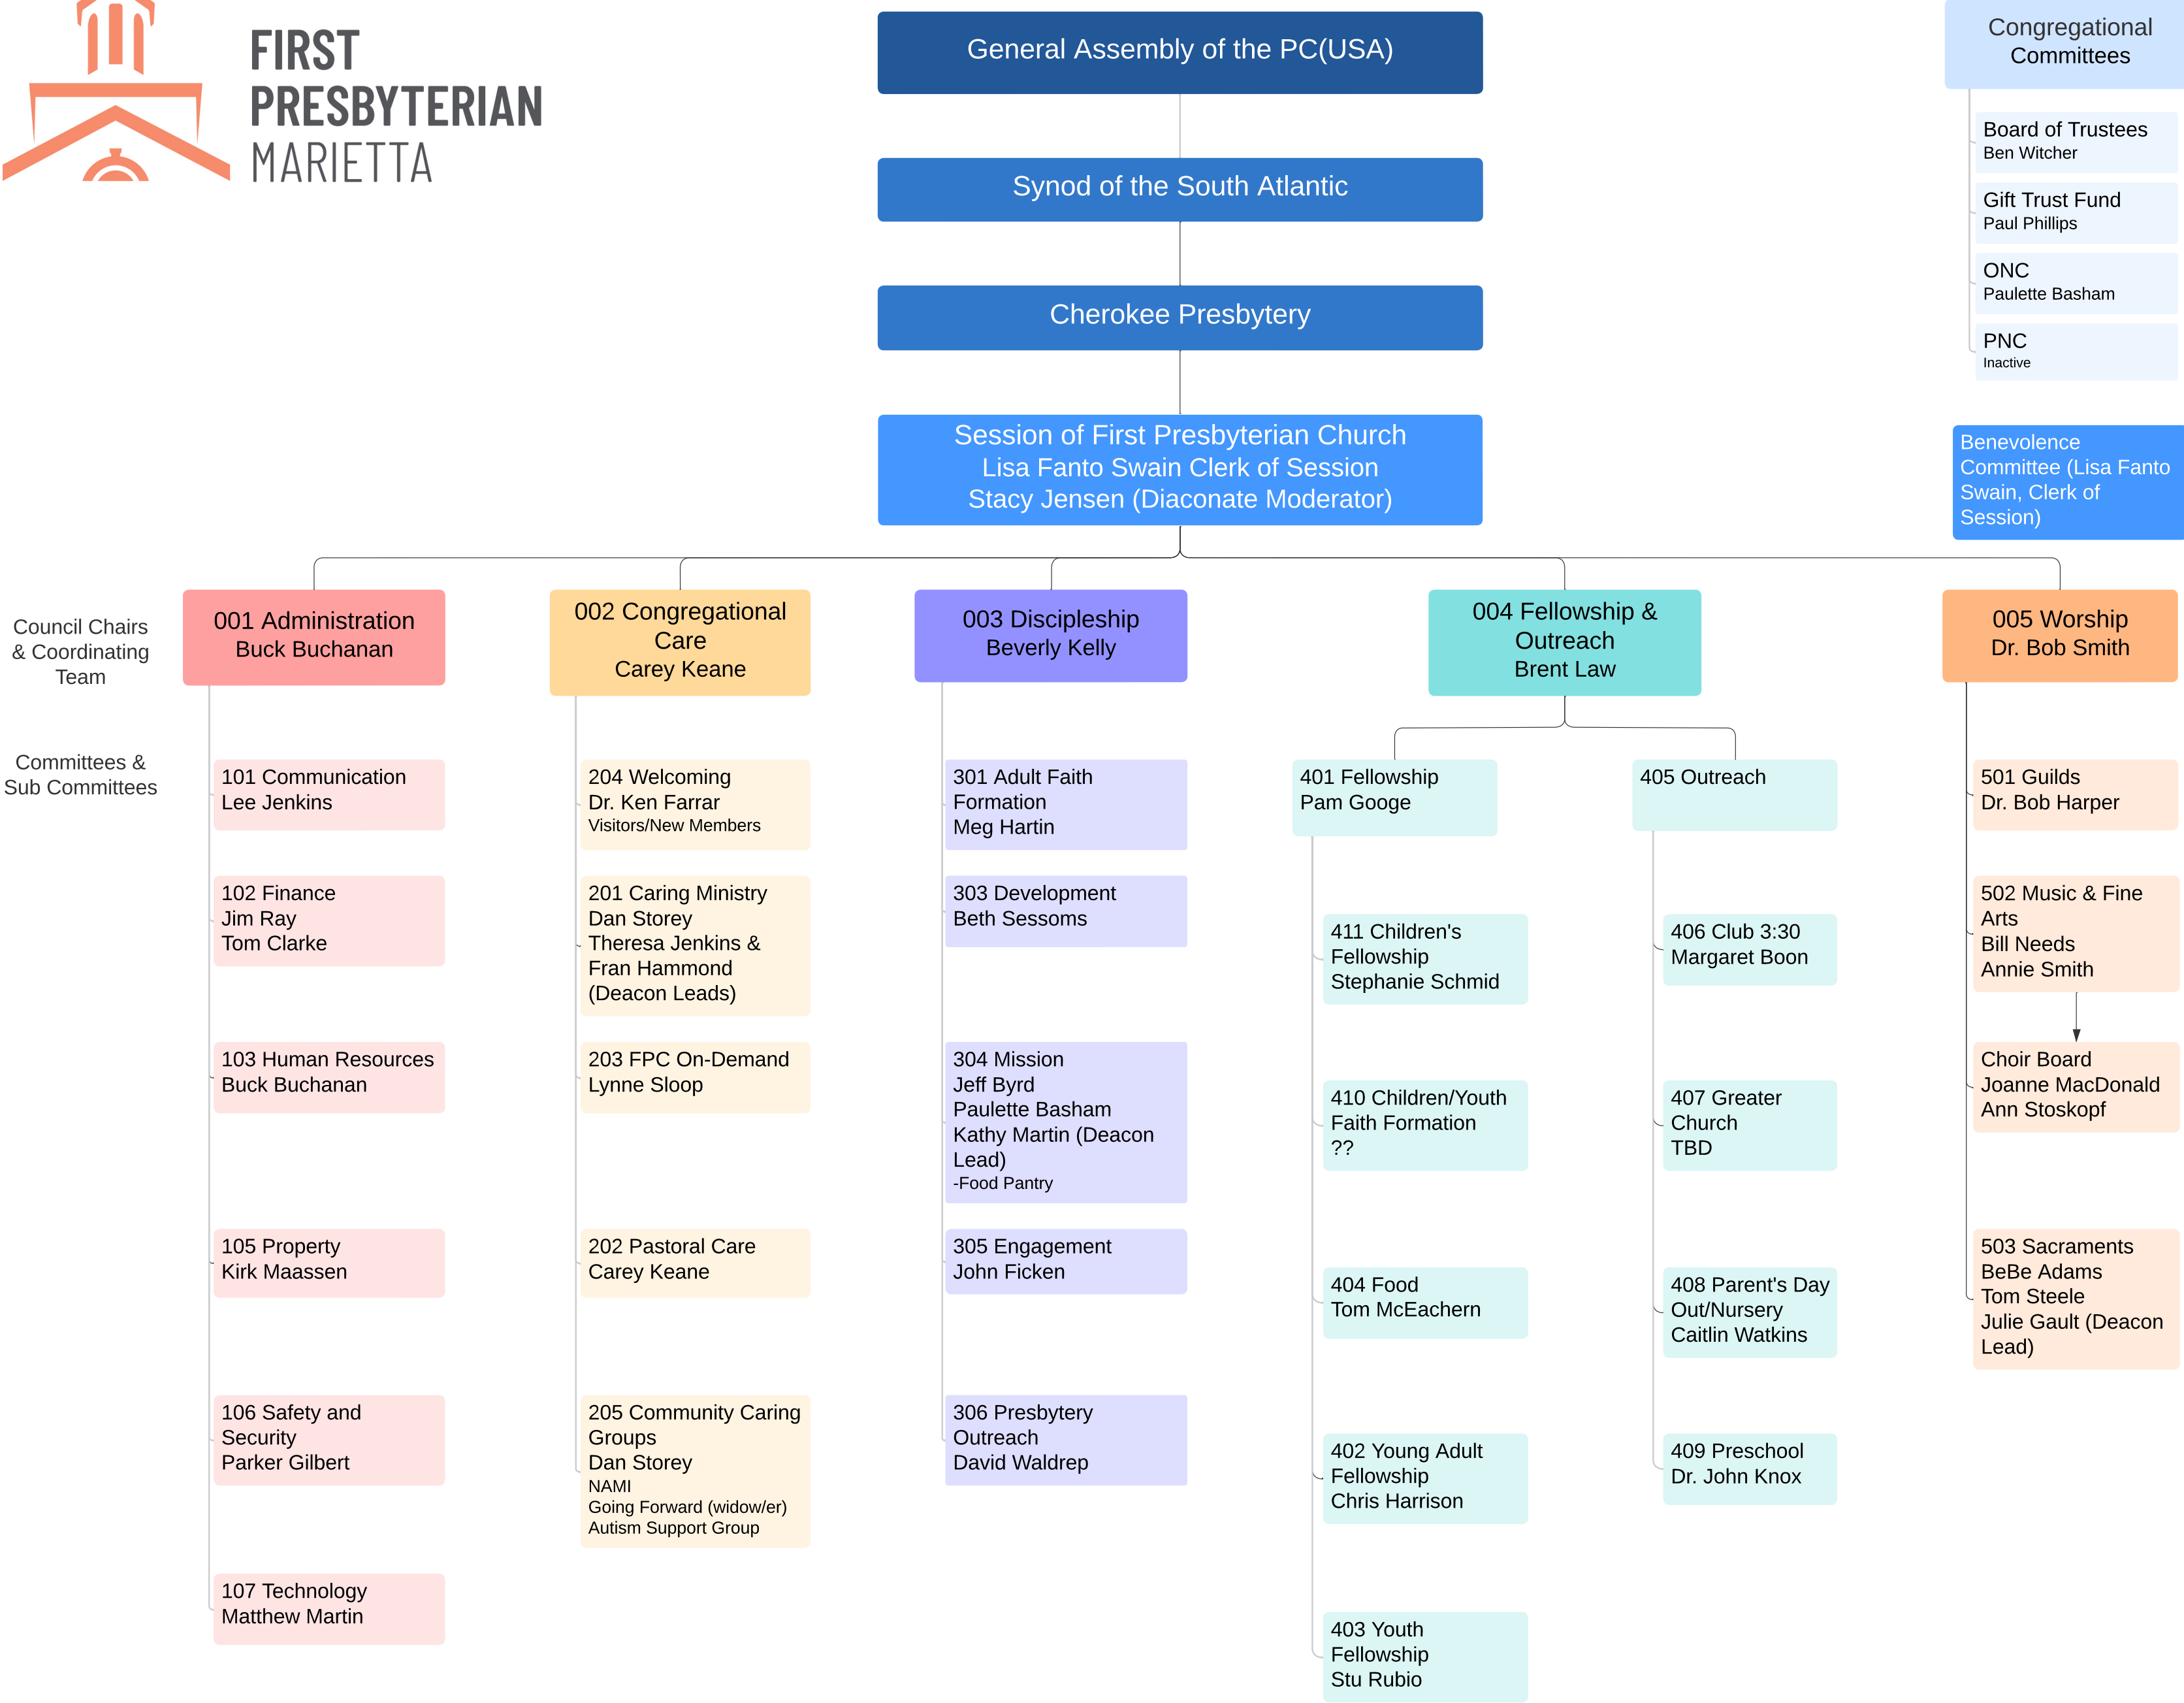 FIRST
PRESBYTERIAN
MARIETTA
General Assembly of the PC(USA)
Synod of the South Atlantic
Cherokee Presbytery
Session of First Presbyterian Church
Lisa Fanto Swain Clerk of Session
Stacy Jensen (Diaconate Moderator)
Congregational
Committees
Board of Trustees
Ben Witcher
Gift Trust Fund
Paul Phillips
ONC
Paulette Basham
PNC
Inactive
Benevolence
Committee (Lisa Fanto
Swain, Clerk of
Session)
Council Chairs
& Coordinating
Team
Committees &
Sub Committees
001 Administration
Buck Buchanan
101 Communication
Lee Jenkins
102 Finance
Jim Ray
Tom Clarke
103 Human Resources
Buck Buchanan
105 Property
Kirk Maassen
106 Safety and
Security
Parker Gilbert
107 Technology
Matthew Martin
002 Congregational
Care
Carey Keane
204 Welcoming
Dr. Ken Farrar
Visitors/New Members
201 Caring Ministry
Dan Storey
Theresa Jenkins &
Fran Hammond
(Deacon Leads)
203 FPC On-Demand
Lynne Sloop
202 Pastoral Care
Carey Keane
205 Community Caring
Groups
Dan Storey
NAMI
Going Forward (widow/er)
Autism Support Group
003 Discipleship
Beverly Kelly
301 Adult Faith
Formation
Meg Hartin
303 Development
Beth Sessoms
304 Mission
Jeff Byrd
Paulette Basham
Kathy Martin (Deacon
Lead)
-Food Pantry
305 Engagement
John Ficken
306 Presbytery
Outreach
David Waldrep
004 Fellowship &
Outreach
Brent Law
401 Fellowship
Pam Googe
411 Children's
Fellowship
Stephanie Schmid
410 Children/Youth
Faith Formation
??
404 Food
Tom McEachern
402 Young Adult
Fellowship
Chris Harrison
403 Youth
Fellowship
Stu Rubio
405 Outreach
406 Club 3:30
Margaret Boon
407 Greater
Church
TBD
408 Parent's Day
Out/Nursery
Caitlin Watkins
409 Preschool
Dr. John Knox
005 Worship
Dr. Bob Smith
501 Guilds
Dr. Bob Harper
502 Music & Fine
Arts
Bill Needs
Annie Smith
Choir Board
Joanne MacDonald
Ann Stoskopf
503 Sacraments
BeBe Adams
Tom Steele
Julie Gault (Deacon
Lead)